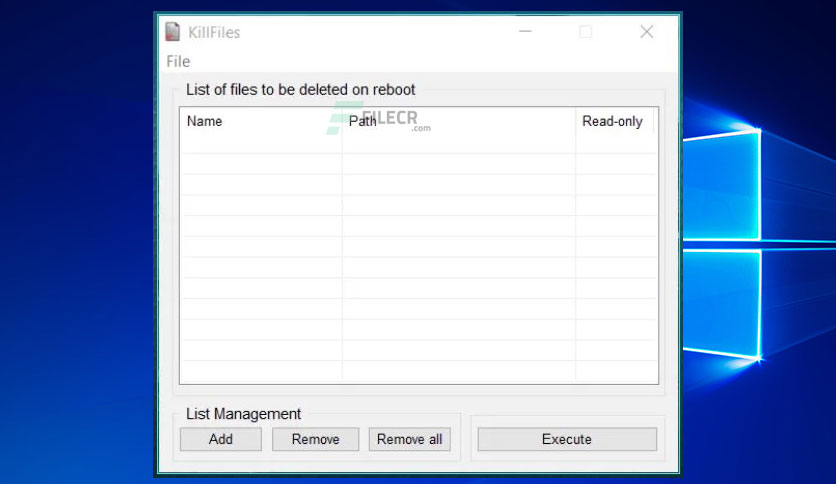 KillFiles
File
List of files to be deleted on reboot
FILECR
.com
Name Path Read-only
List Management
Add Remove Remove all Execute